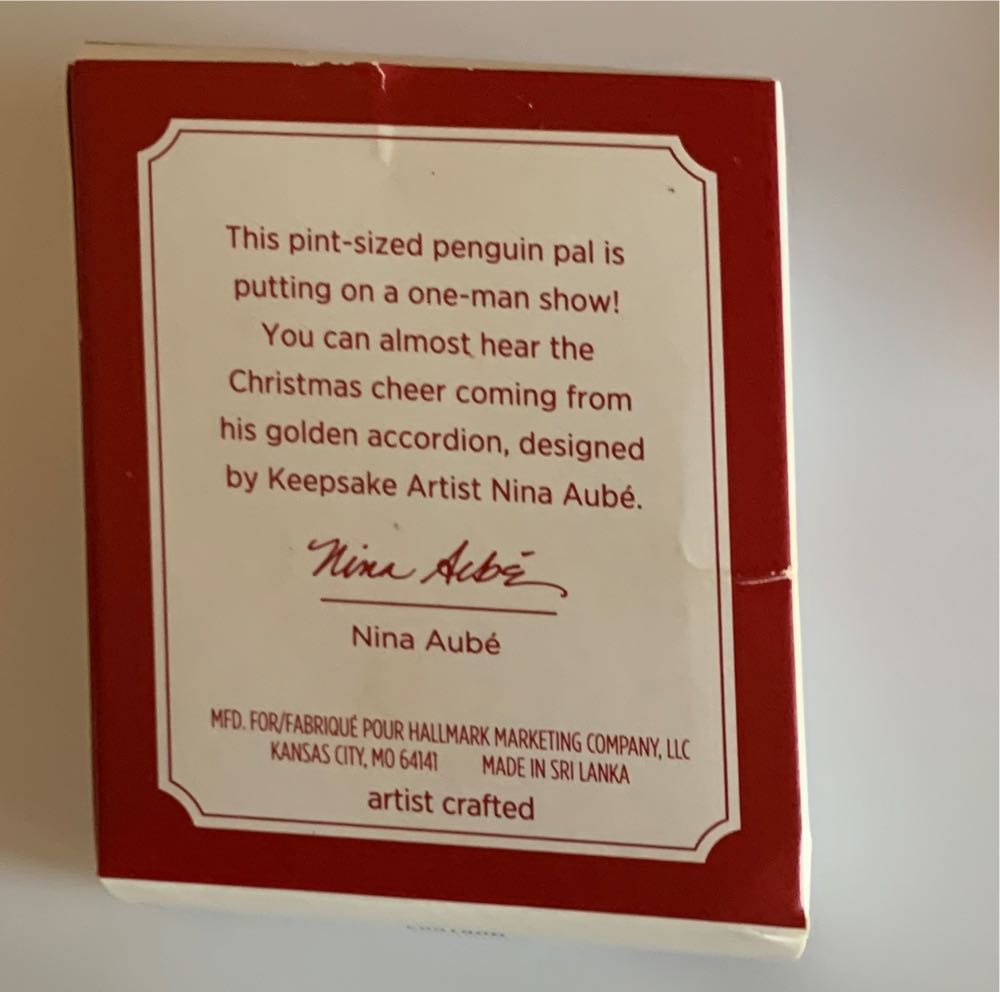 This pint-sized penguin pal is
putting on a one-man show!
You can almost hear the
Christmas cheer coming from
his golden accordion, designed
by Keepsake Artist Nina Aubé.
Nina Aubé
Nina Aubé
MFD. FOR/FABRIQUÉ POUR HALLMARK MARKETING COMPANY, LLC
KANSAS CITY, MO 64141 MADE IN SRI LANKA
artist crafted